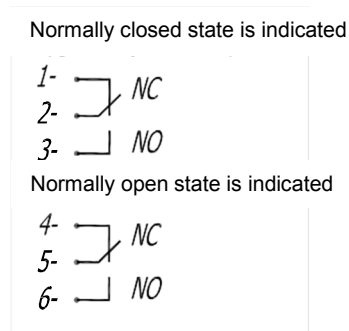 Normally closed state is indicated
1-
NC
2-
3-
NO
Normally open state is indicated
4-
NC
5-
6-
NO